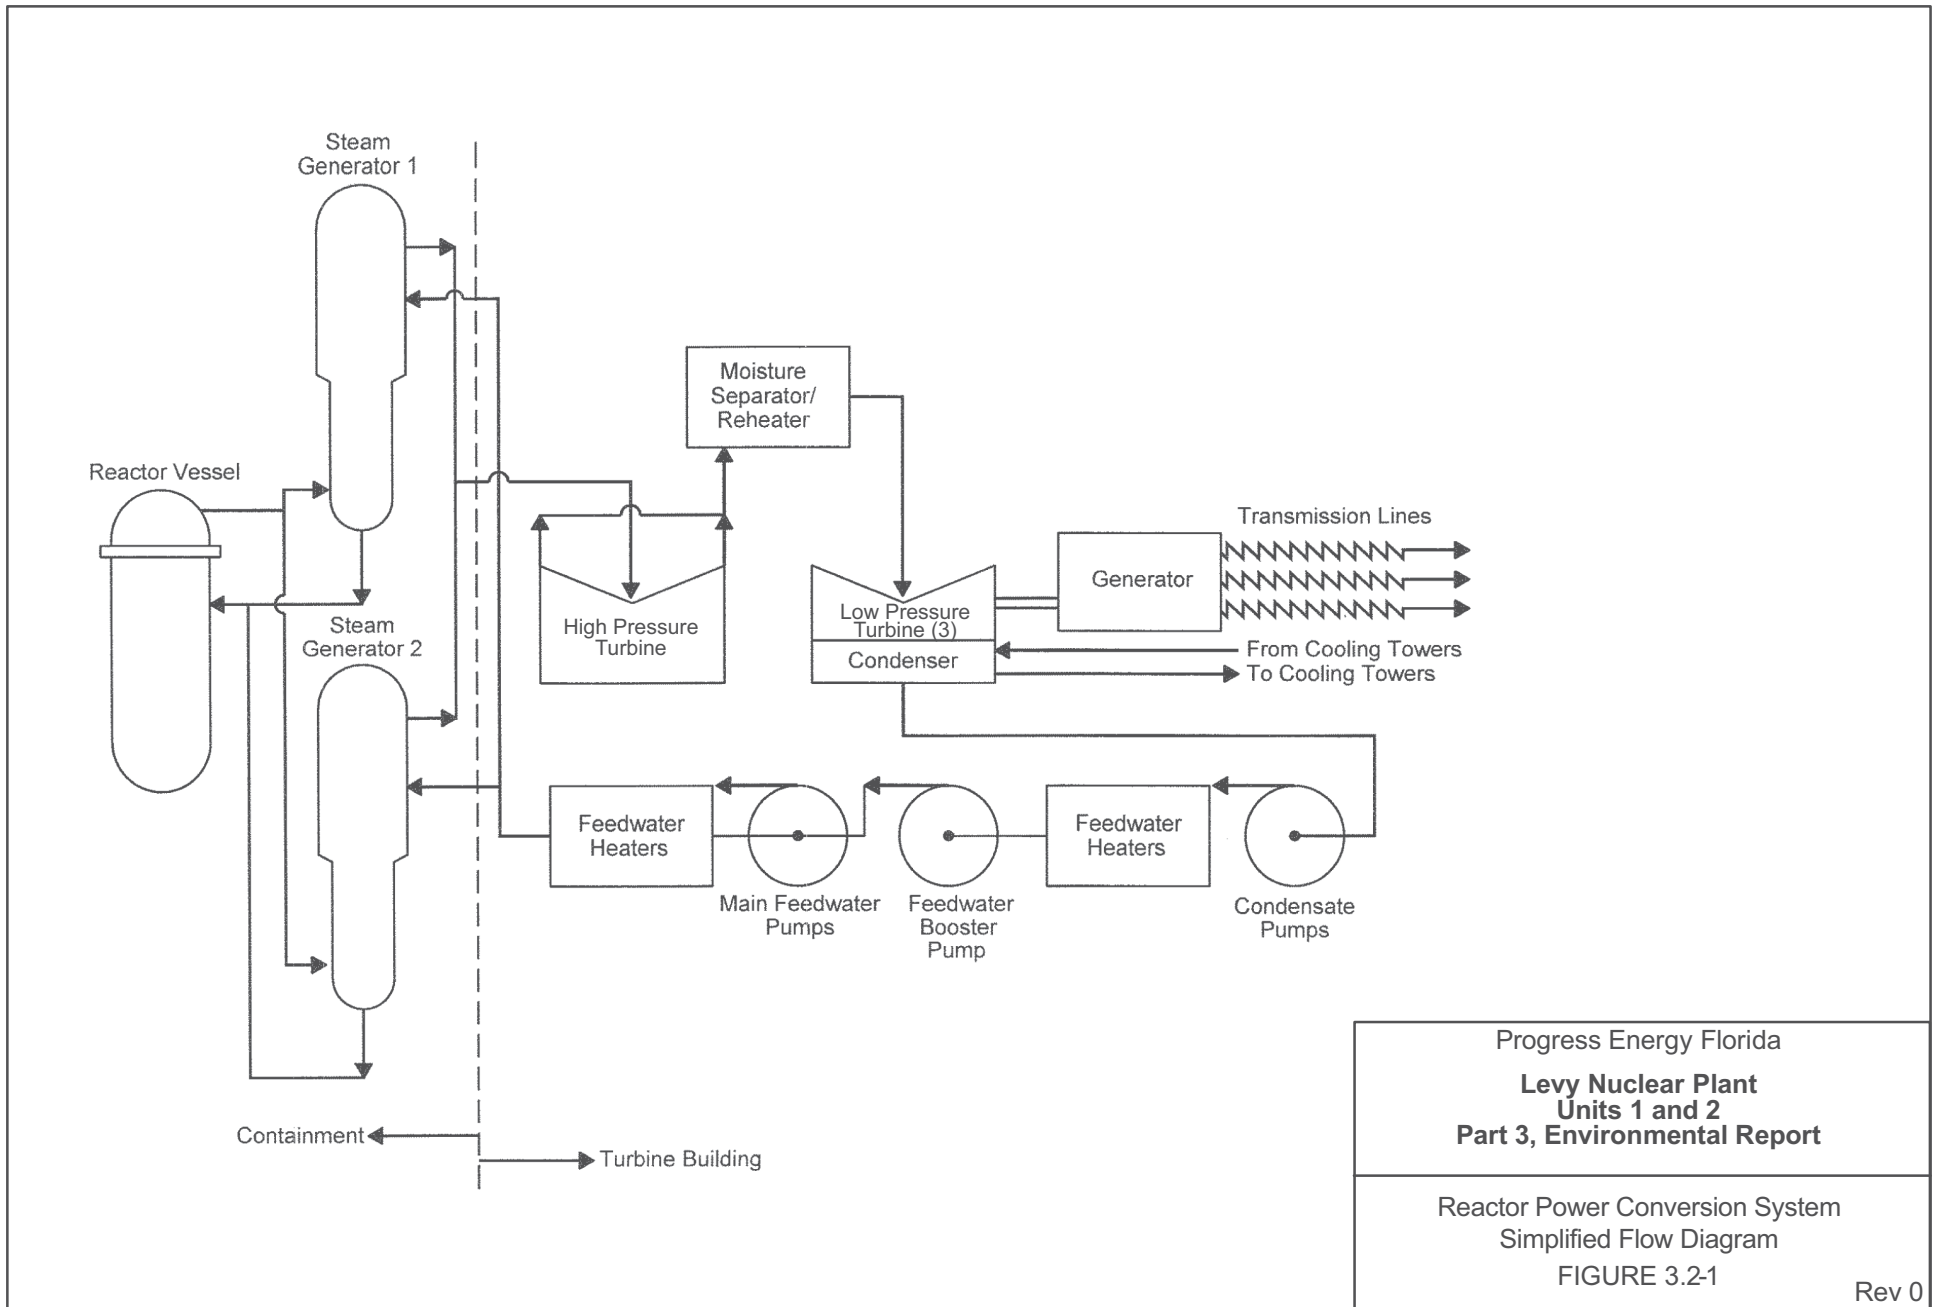 Steam
Generator 1
Moisture
Separator/
Reheater
Reactor Vessel
Transmission Lines
Generator
Low Pressure
Turbine (3)
High Pressure
Turbine
Steam
Generator 2
Condenser
From Cooling Towers
To Cooling Towers
Feedwater
Heaters
Feedwater
Heaters
Main Feedwater
Pumps
Feedwater
Booster
Pump
Condensate
Pumps
Containment
Turbine Building
Progress Energy Florida
Levy Nuclear Plant
Units 1 and 2
Part 3, Environmental Report
Reactor Power Conversion System
Simplified Flow Diagram
FIGURE 3.2-1
Rev 0